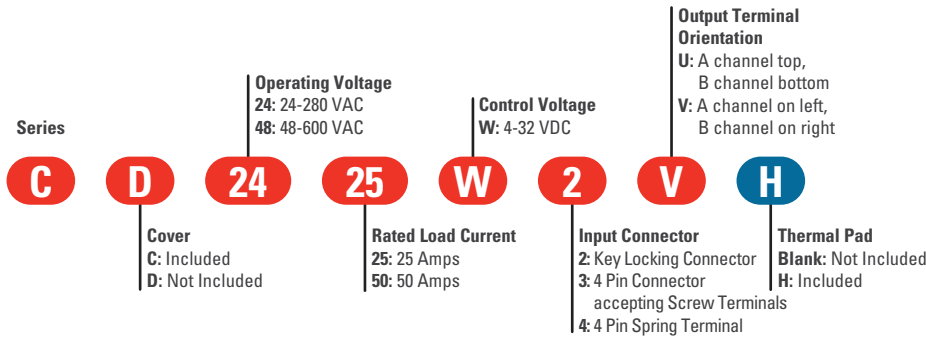 Output Terminal
Orientation
U: A channel top,
B channel bottom
V: A channel on left,
B channel on right
Operating Voltage
24: 24-280 VAC
48: 48-600 VAC
Control Voltage
W: 4-32 VDC
Series
C D 24 25 W 2 V H
Cover
C: Included
D: Not Included
Rated Load Current
25: 25 Amps
50: 50 Amps
Input Connector
2: Key Locking Connector
3: 4 Pin Connector
accepting Screw Terminals
4: 4 Pin Spring Terminal
Thermal Pad
Blank: Not Included
H: Included